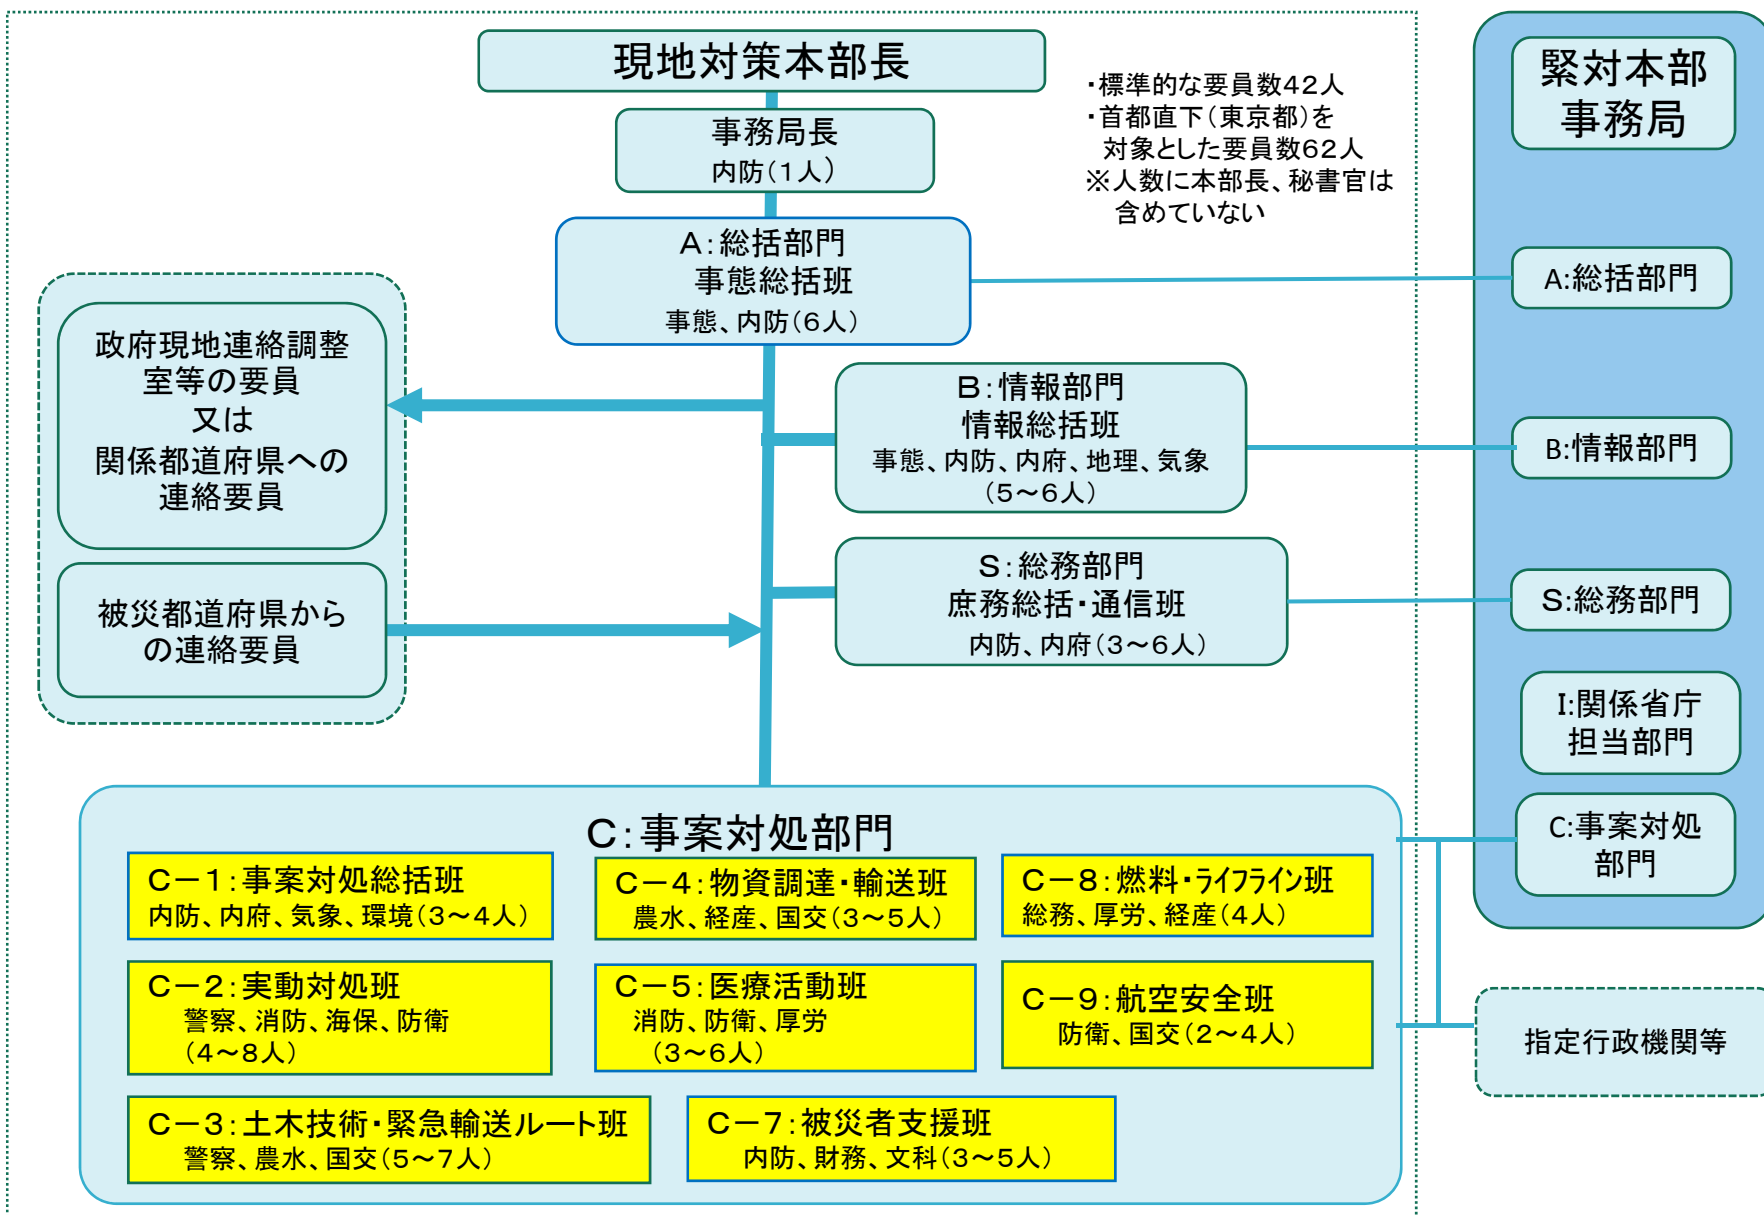 現地対策本部長
事務局長
内防(1人)
・標準的な要員数42人
・首都直下(東京都)を
対象とした要員数62人
※人数に本部長、秘書官は
含めていない
A:総括部門
事態総括班
事態、内防(6人)
政府現地連絡調整
室等の要員
又は
関係都道府県への
連絡要員
被災都道府県から
の連絡要員
B:情報部門
情報総括班
事態、内防、内府、地理、気象
(5~6人)
S:総務部門
庶務総括・通信班
内防、内府(3~6人)
C:事案対処部門
C-1:事案対処総括班
内防、内府、気象、環境(3~4人)
C-2:実動対処班
警察、消防、海保、防衛
(4~8人)
C-3:土木技術・緊急輸送ルート班
警察、農水、国交(5~7人)
C-4:物資調達・輸送班
農水、経産、国交(3~5人)
C-5:医療活動班
消防、防衛、厚労
(3~6人)
C-7:被災者支援班
内防、財務、文科(3~5人)
C-8:燃料・ライフライン班
総務、厚労、経産(4人)
C-9:航空安全班
防衛、国交(2~4人)
緊対本部
事務局
A:総括部門
B:情報部門
S:総務部門
I:関係省庁
担当部門
C:事案対処
部門
指定行政機関等